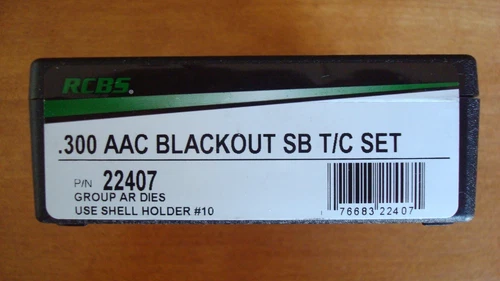 RCBS®
.300 AAC BLACKOUT SB T/C SET
P/N 22407
GROUP AR DIES
USE SHELL HOLDER #10
76683 22407